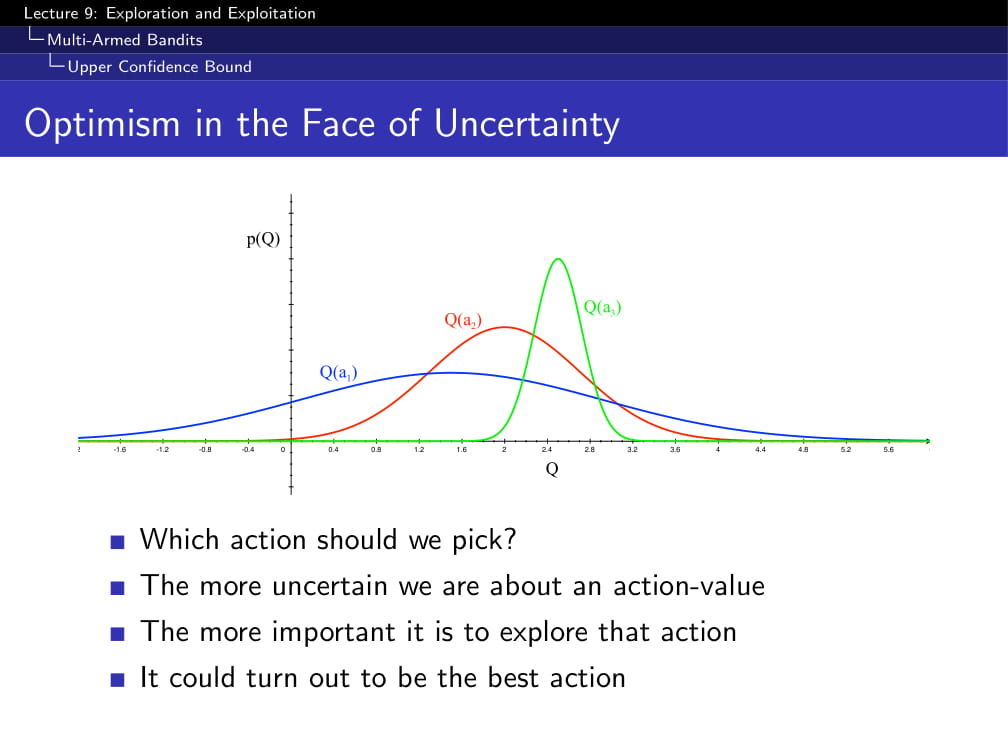 Lecture 9: Exploration and Exploitation
Multi-Armed Bandits
Upper Confidence Bound
Optimism in the Face of Uncertainty
p(Q)
Q(a₃)
Q(a₂)
Q(a₁)
2 -1.6 -1.2 -0.8 -0.4 0 0.4 0.8 1.2 1.6 2 2.4 2.8 3.2 3.6 4 4.4 4.8 5.2 5.6
Q
Which action should we pick?
The more uncertain we are about an action-value
The more important it is to explore that action
It could turn out to be the best action